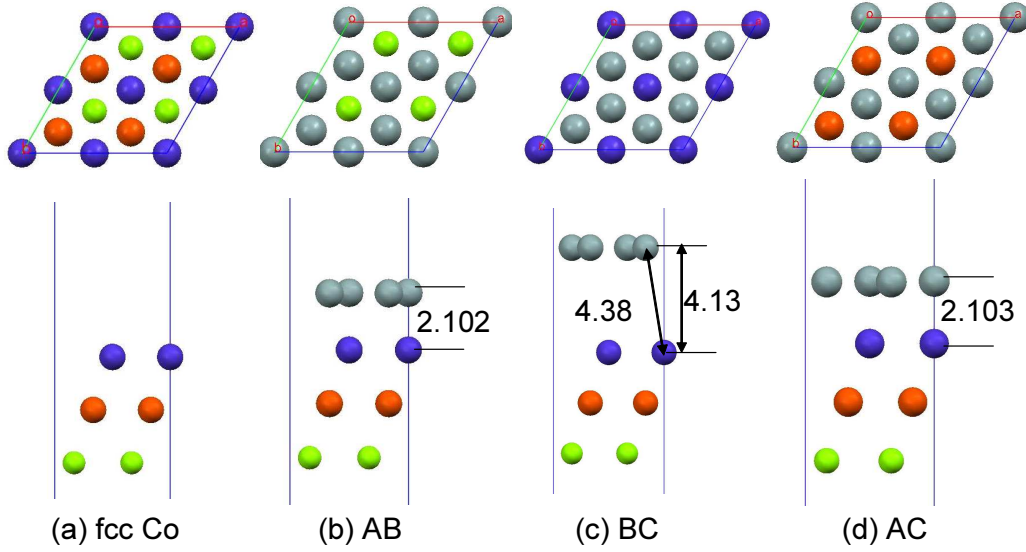 o a
b
o a
b
o a
c
o a
b
2.102
4.38
4.13
2.103
(a) fcc Co
(b) AB
(c) BC
(d) AC